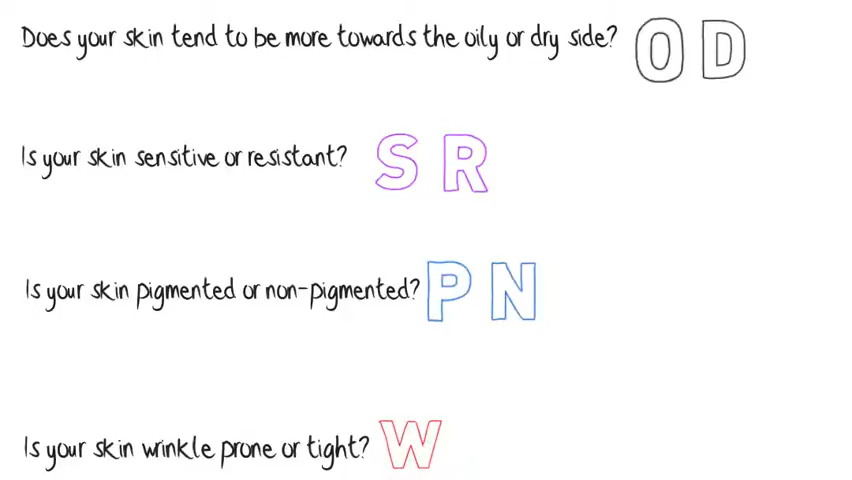 Does your skin tend to be more towards the oily or dry side? O D
Is your skin sensitive or resistant? S R
Is your skin pigmented or non-pigmented? P N
Is your skin wrinkle prone or tight? W